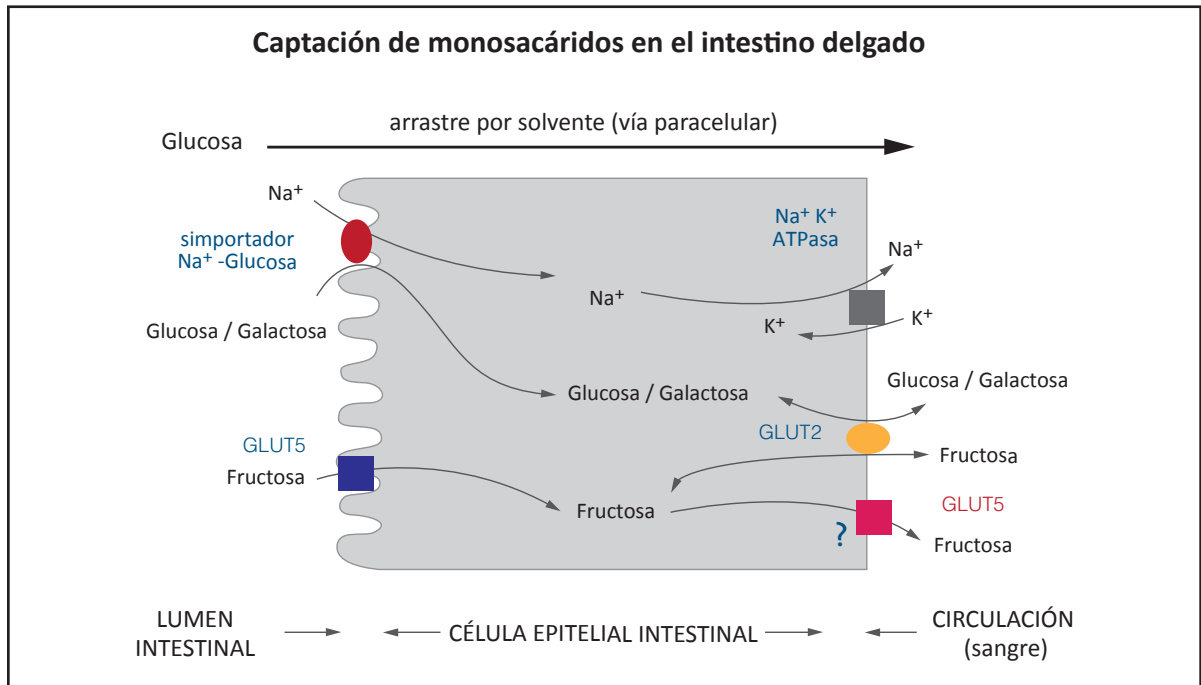 Captación de monosacáridos en el intestino delgado
arrastre por solvente (vía paracelular)
Glucosa
Na⁺
simportador
Na⁺ -Glucosa
Glucosa / Galactosa
Na⁺ K⁺
ATPasa
Na⁺
Na⁺
K⁺
K⁺
Glucosa / Galactosa
Glucosa / Galactosa
GLUT5
Fructosa
GLUT2
Fructosa
Fructosa
GLUT5
?
Fructosa
LUMEN
INTESTINAL
CÉLULA EPITELIAL INTESTINAL
CIRCULACIÓN
(sangre)